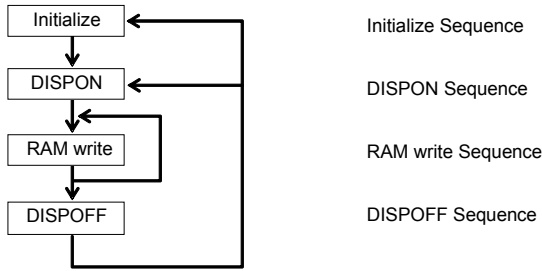 Initialize Initialize Sequence
DISPON DISPON Sequence
RAM write RAM write Sequence
DISPOFF DISPOFF Sequence